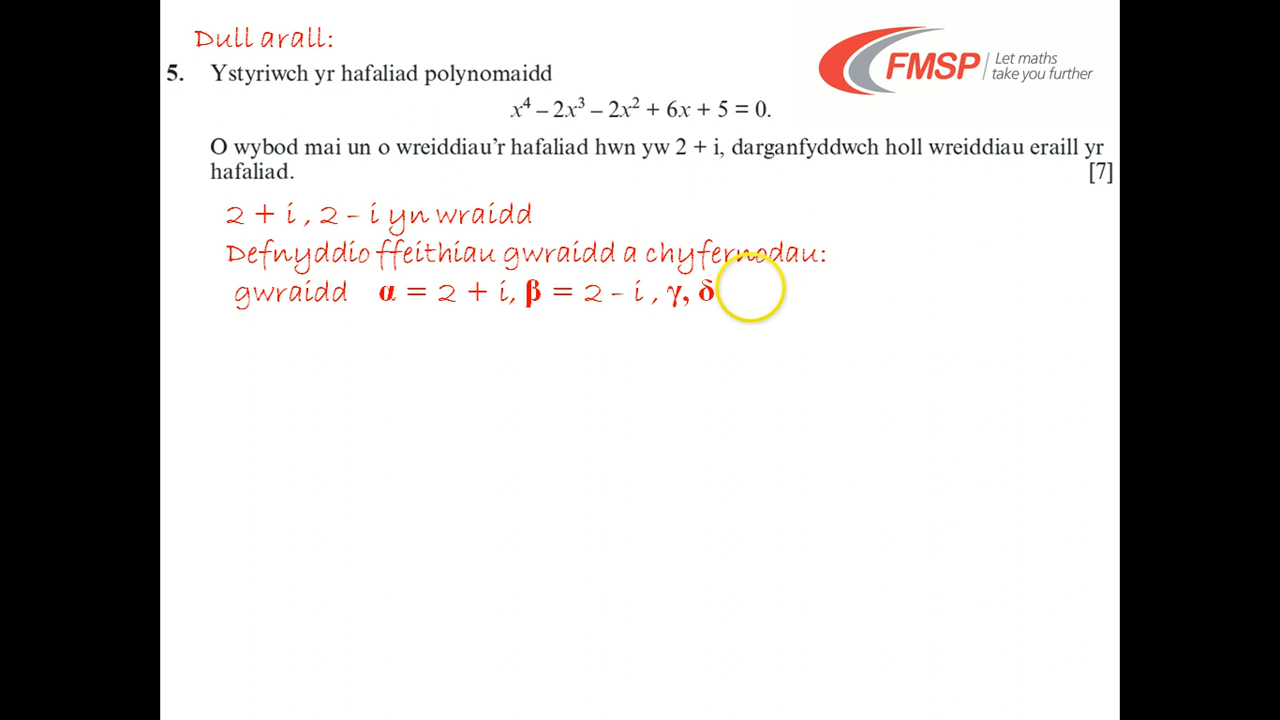 Dull arall:
FMSP Let maths take you further
5. Ystyriwch yr hafaliad polynomaidd
x⁴ – 2x³ – 2x² + 6x + 5 = 0.
O wybod mai un o wreiddiau'r hafaliad hwn yw 2 + i, darganfyddwch holl wreiddiau eraill yr
hafaliad. [7]
2 + i , 2 - i yn wraidd
Defnyddio ffeithiau gwraidd a chyfernodau:
gwraidd α = 2 + i, β = 2 - i , γ, δ